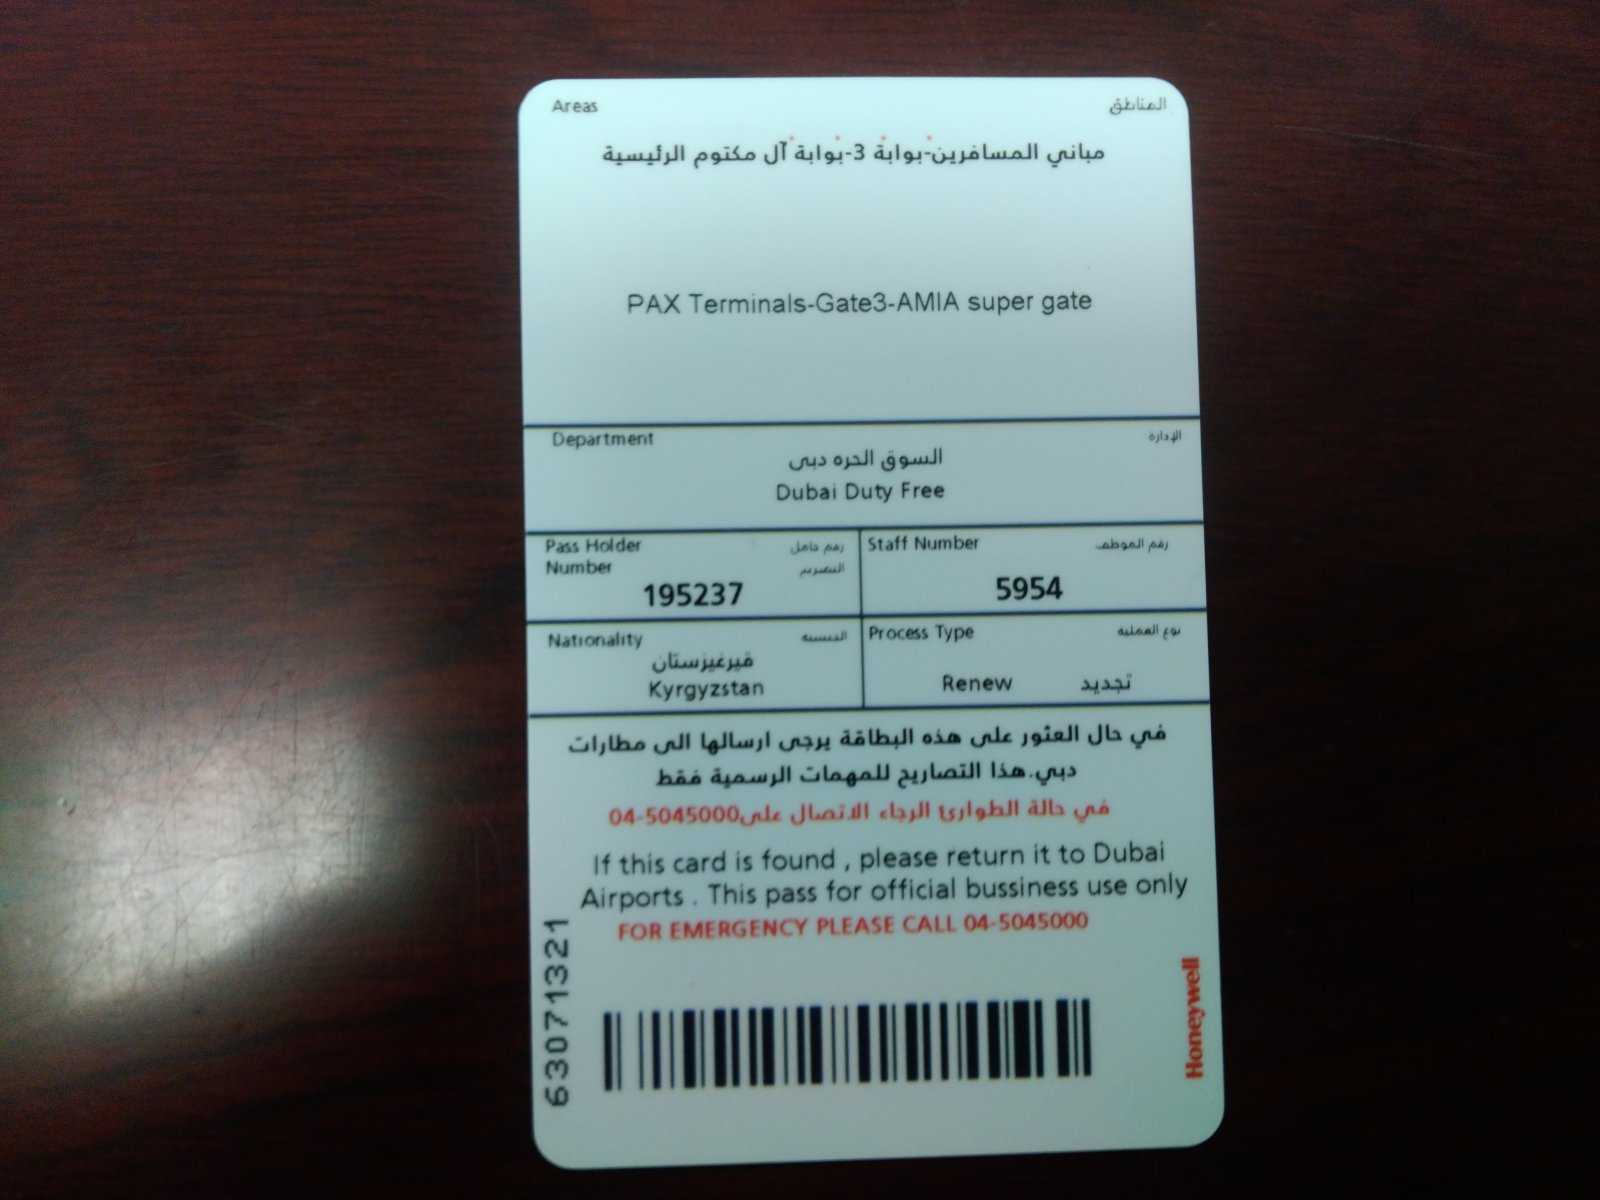 Areas
المناطق
مباني المسافرين-بوابة 3-بوابة آل مكتوم الرئيسية
PAX Terminals-Gate3-AMIA super gate
Department
الإدارة
السوق الحره دبى
Dubai Duty Free
Pass Holder
رقم حامل
Number
التصريح
195237
Staff Number
رقم الموظف
5954
Nationality
الجنسية
قيرغيزستان
Kyrgyzstan
Process Type
نوع العملية
Renew
تجديد
في حال العثور على هذه البطاقة يرجى ارسالها الى مطارات
دبي.هذا التصاريح للمهمات الرسمية فقط
في حالة الطوارئ الرجاء الاتصال على04-5045000
If this card is found , please return it to Dubai
Airports . This pass for official bussiness use only
FOR EMERGENCY PLEASE CALL 04-5045000
63071321
Honeywell